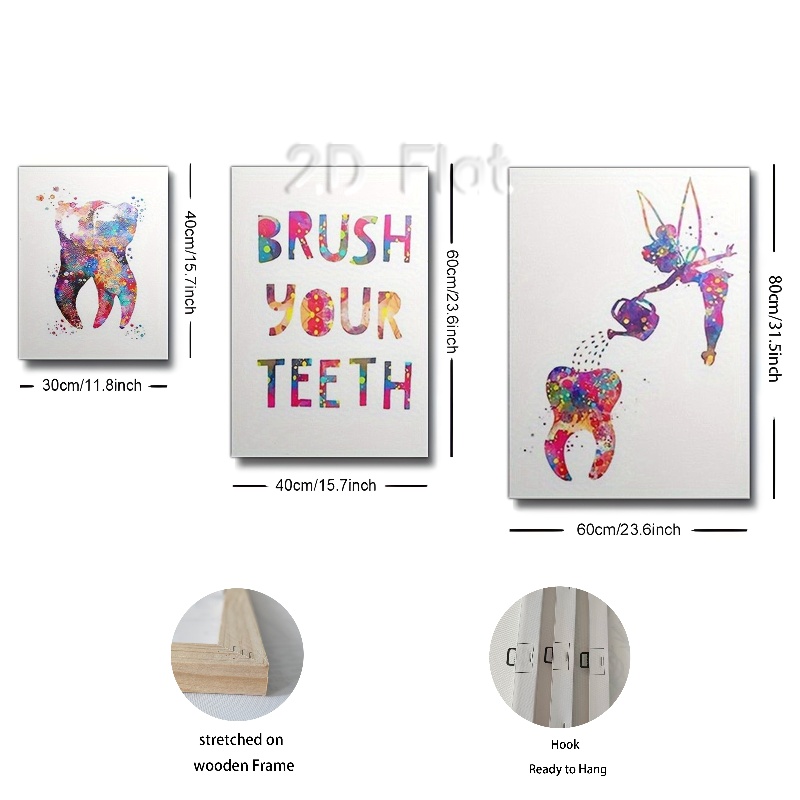 2D Flat
BRUSH
YOUR
TEETH
40cm/15.7inch
60cm/23.6inch
80cm/31.5inch
30cm/11.8inch
40cm/15.7inch
60cm/23.6inch
stretched on
wooden Frame
Hook
Ready to Hang